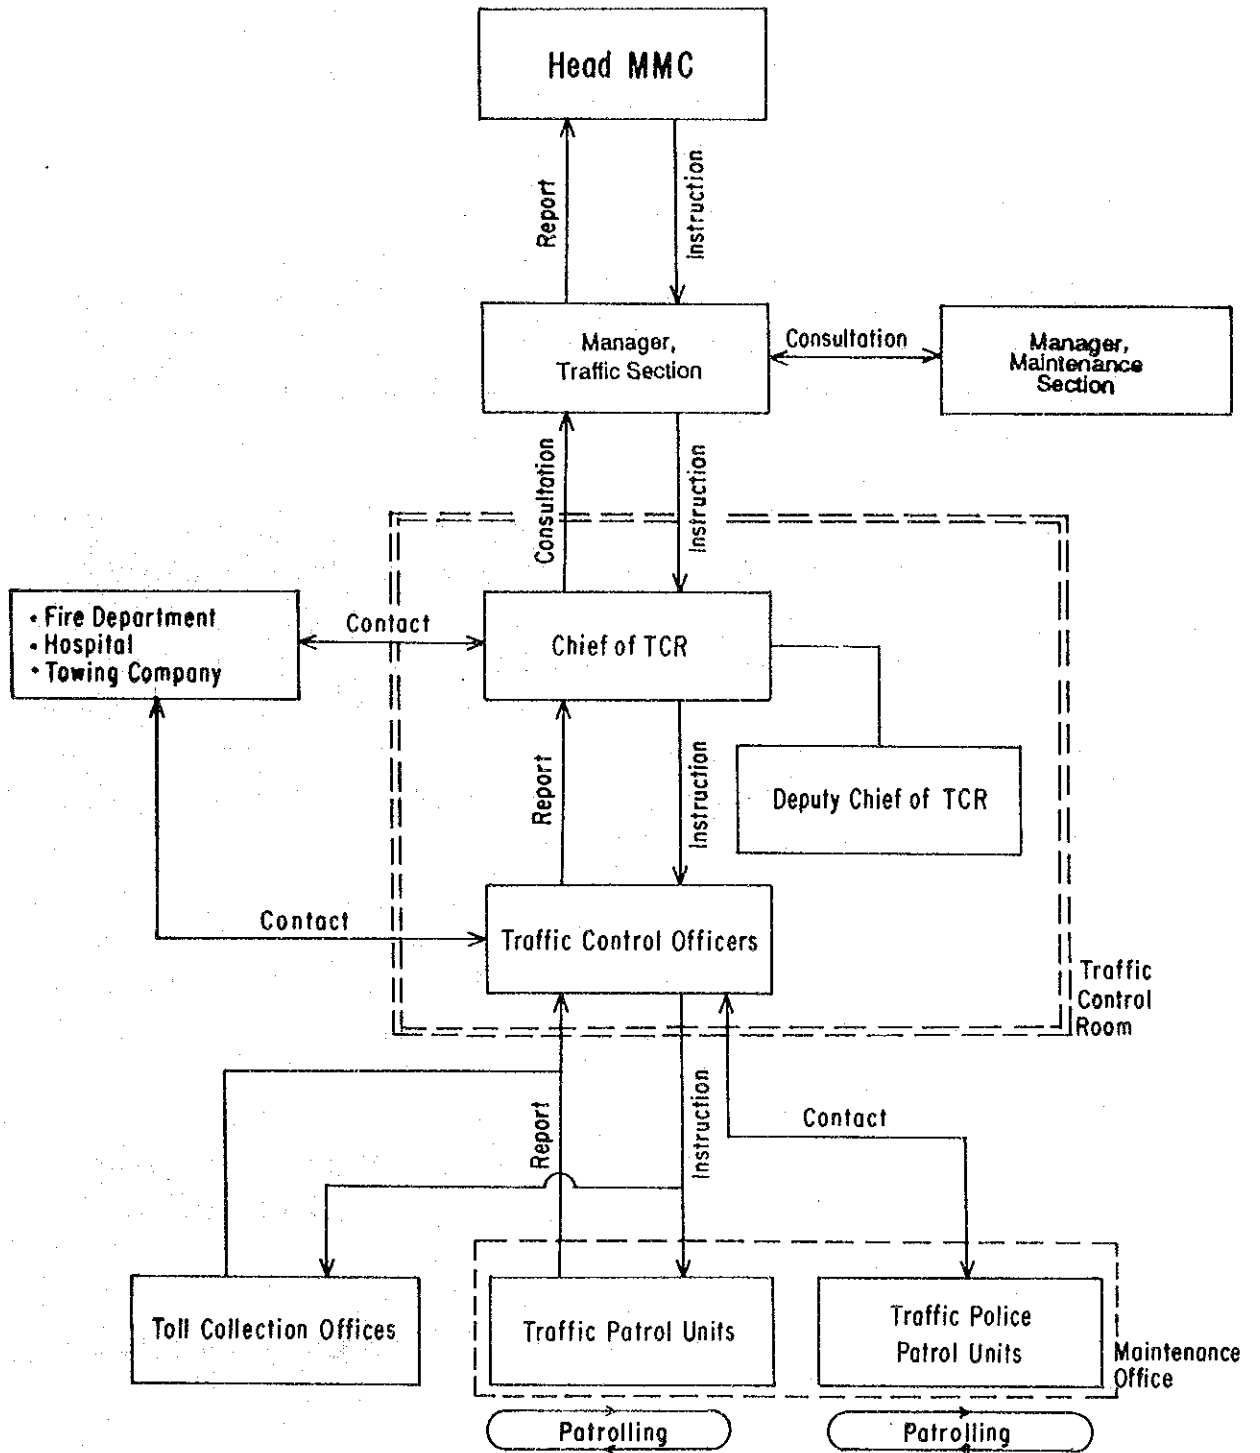 Head MMC
Report
Instruction
Manager,
Traffic Section
Consultation
Manager,
Maintenance
Section
Consultation
Instruction
• Fire Department
• Hospital
• Towing Company
Contact
Chief of TCR
Report
Instruction
Deputy Chief of TCR
Contact
Traffic Control Officers
Traffic
Control
Room
Report
Instruction
Contact
Toll Collection Offices
Traffic Patrol Units
Traffic Police
Patrol Units
Maintenance
Office
Patrolling
Patrolling